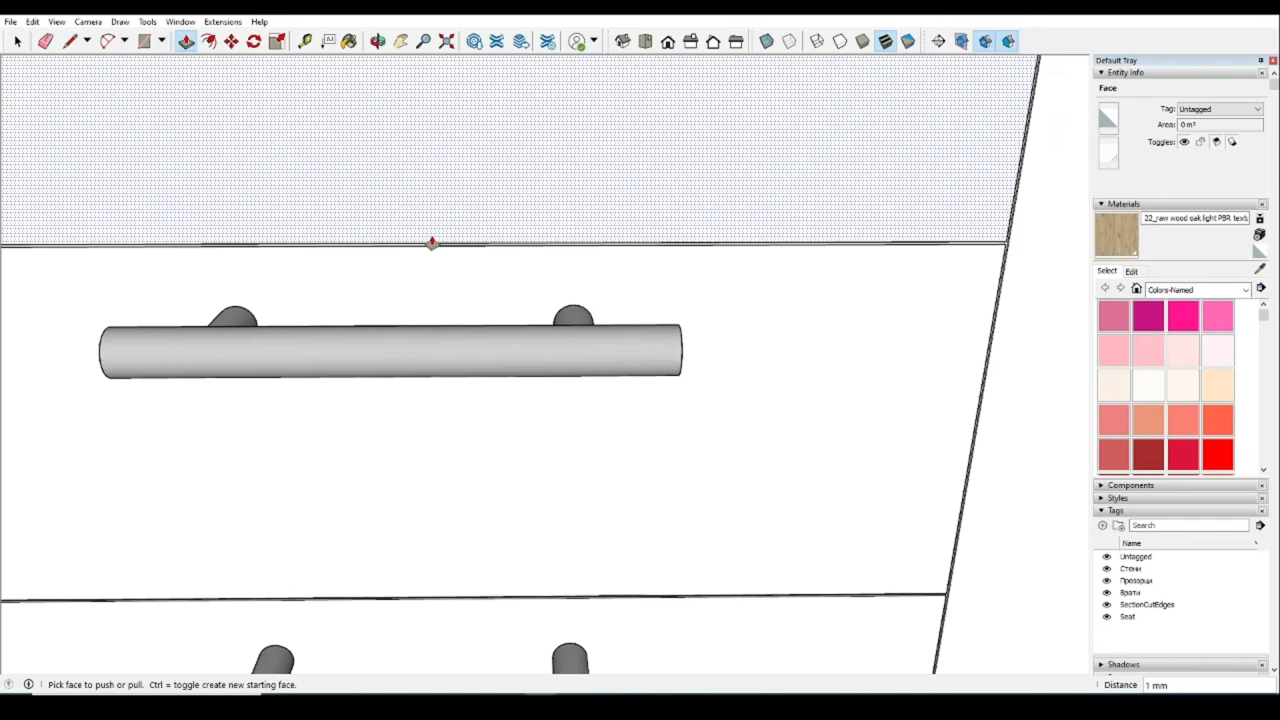 File Edit View Camera Draw Tools Window Extensions Help
Default Tray
Entity Info
Face
Tag: Untagged
Area: 0 m²
Toggles:
Materials
22_raw wood oak light PBR textu
Select Edit
Colors-Named
Components
Styles
Tags
Search
Name
Untagged
Стени
Прозорци
Врати
SectionCutEdges
Seat
Shadows
Pick face to push or pull. Ctrl = toggle create new starting face.
Distance 1 mm